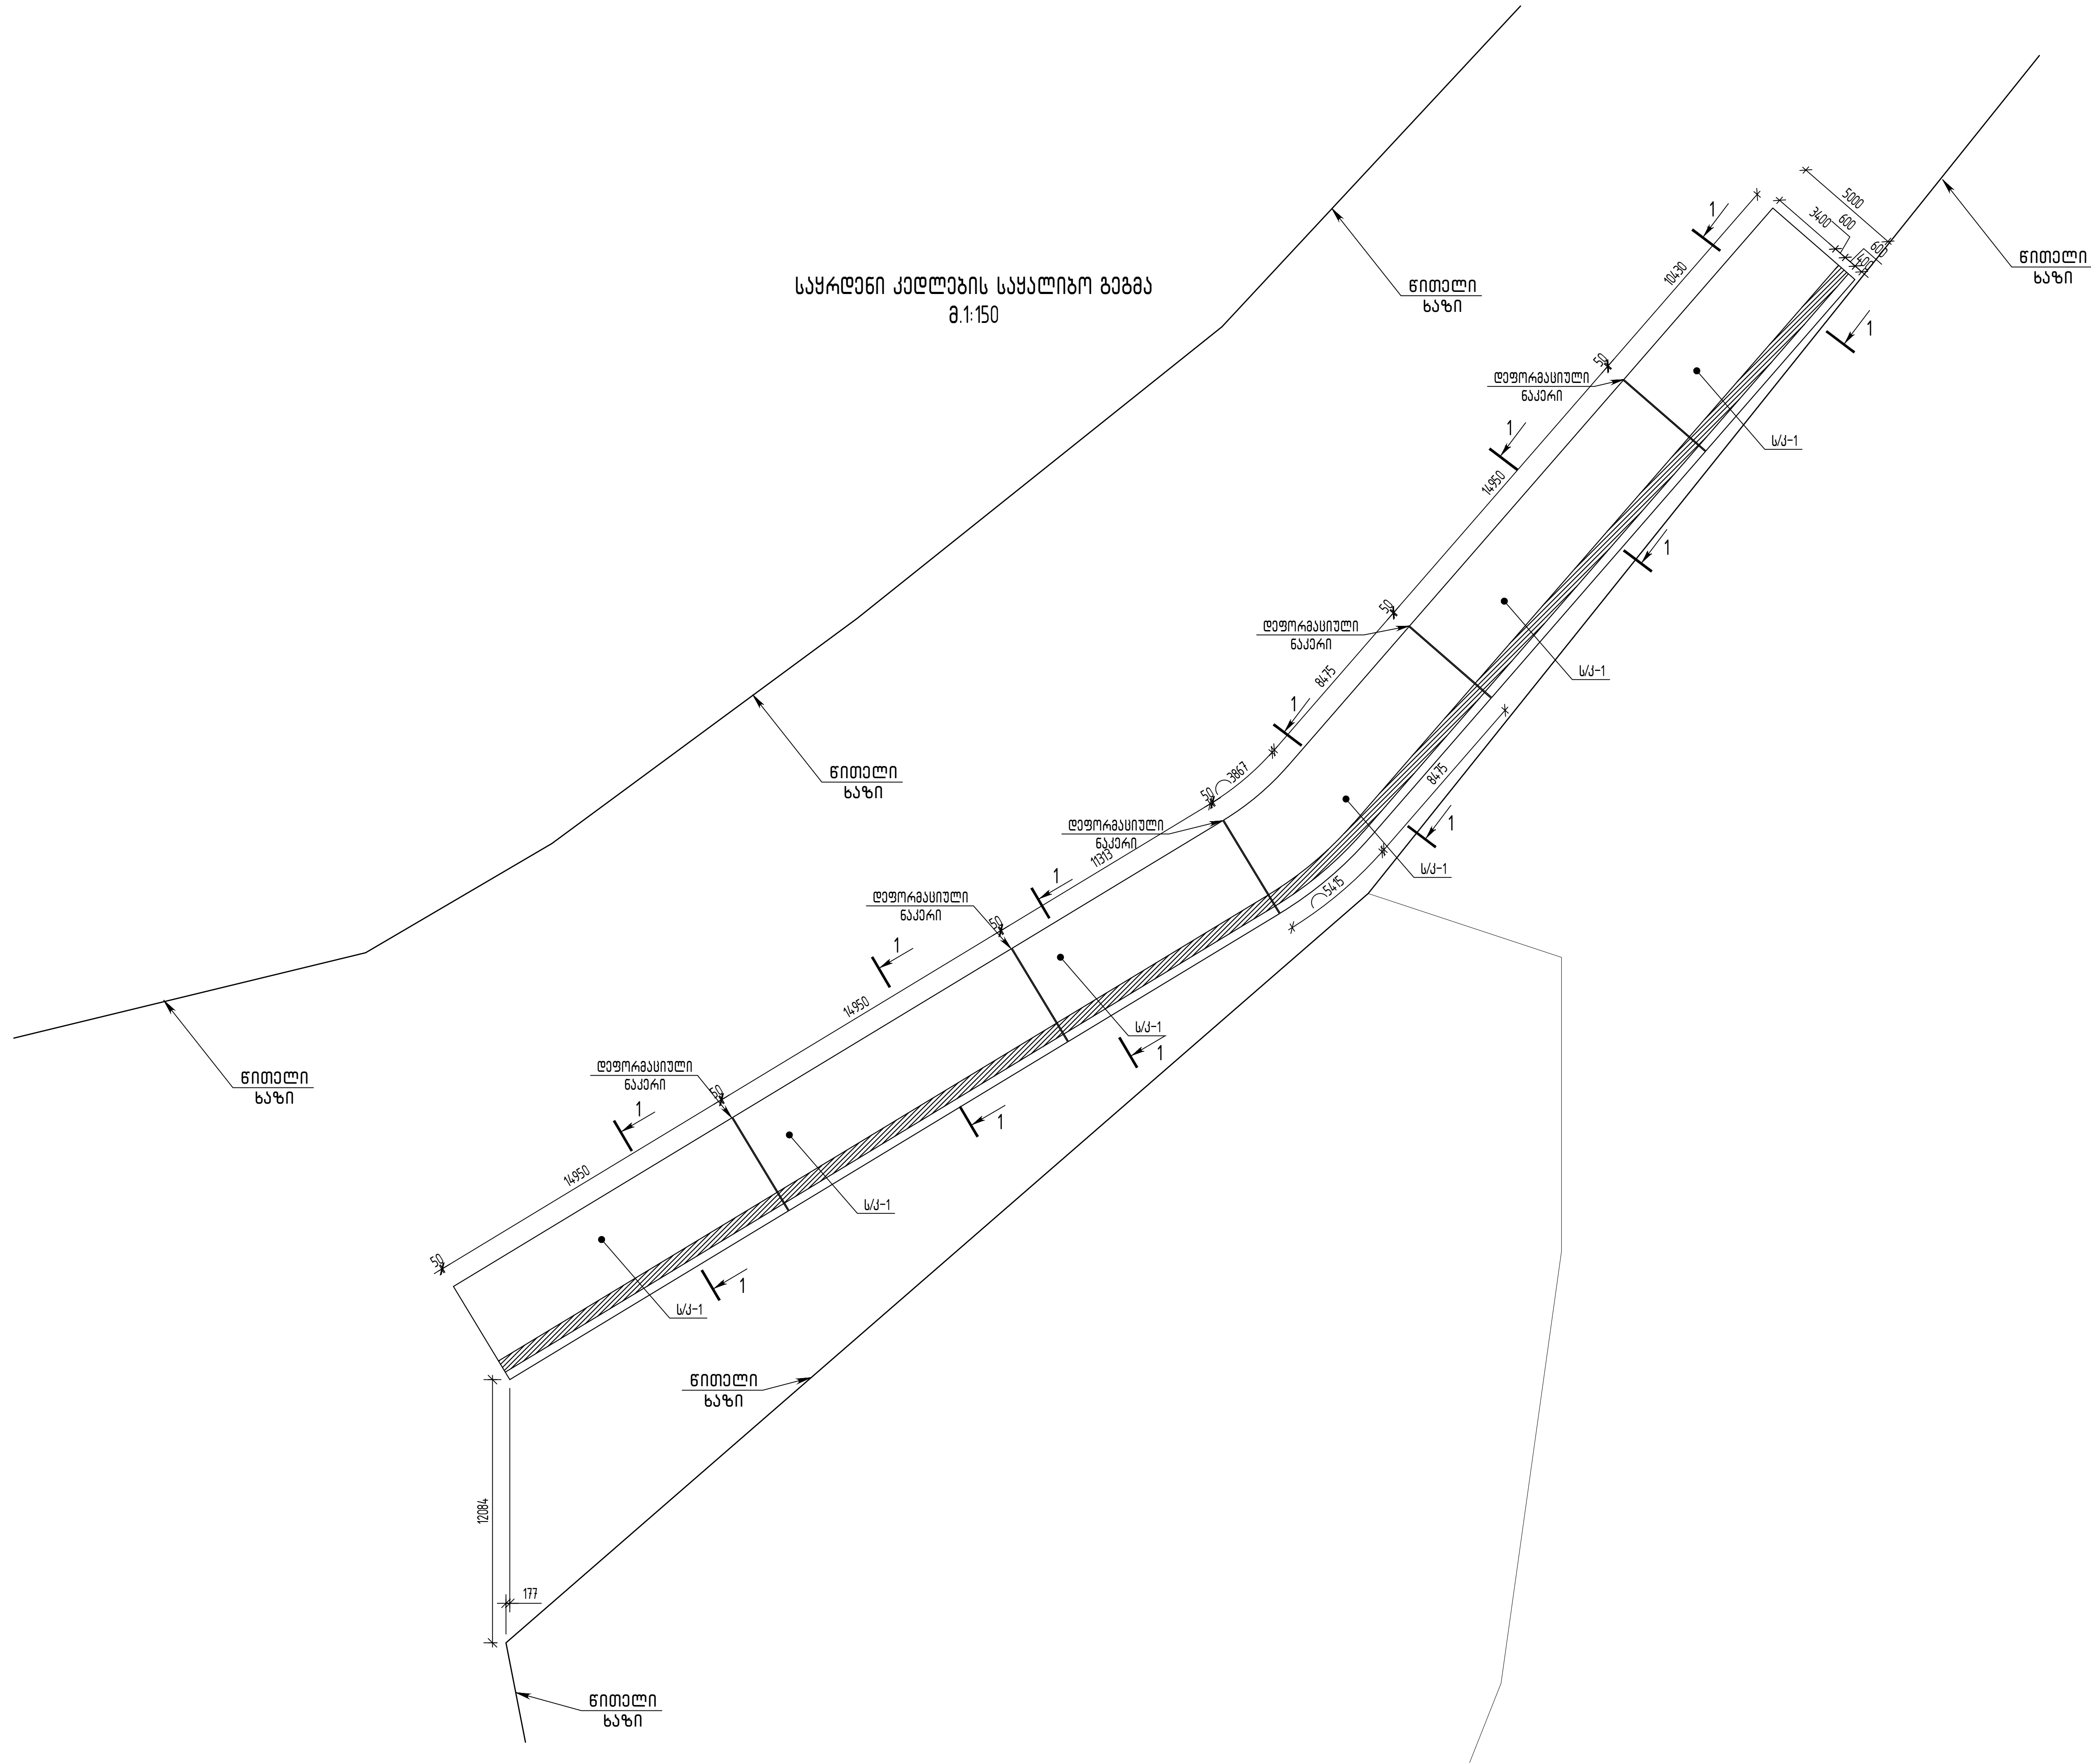 5000
3400
600
600
400
1
წითელი
ხაზი
10430
საყრდენი კედლების საყალიბო გეგმა
მ.1:150
წითელი
ხაზი
1
50
დეფორმაციული
ნაკერი
1
ს/კ-1
14950
1
50
დეფორმაციული
ნაკერი
ს/კ-1
8475
1
3867
წითელი
ხაზი
50
8475
დეფორმაციული
ნაკერი
1
11313
1
ს/კ-1
5415
დეფორმაციული
ნაკერი
50
1
14950
ს/კ-1
1
დეფორმაციული
ნაკერი
50
წითელი
ხაზი
1
1
14950
ს/კ-1
50
1
ს/კ-1
წითელი
ხაზი
12084
177
წითელი
ხაზი